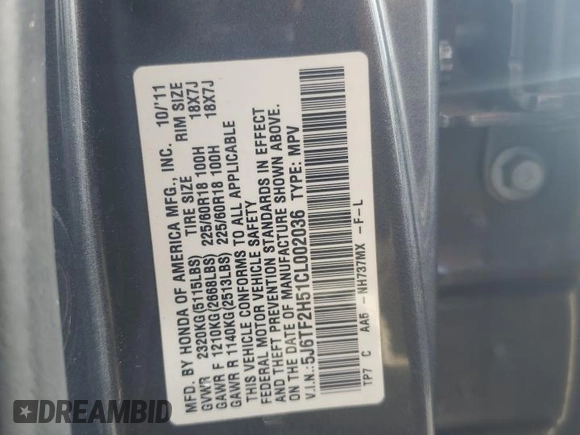 MFD. BY HONDA OF AMERICA MFG., INC. 10/'11
GVWR 2320KG(5115LBS) TIRE SIZE RIM SIZE
GAWR F 1210KG(2668LBS) 225/60R18 100H 18X7J
GAWR R 1140KG(2513LBS) 225/60R18 100H 18X7J
THIS VEHICLE CONFORMS TO ALL APPLICABLE
FEDERAL MOTOR VEHICLE SAFETY
AND THEFT PREVENTION STANDARDS IN EFFECT
ON THE DATE OF MANUFACTURE SHOWN ABOVE.
V.I.N.: 5J6TF2H51CL002036 TYPE: MPV
TP7 C AA5 - NH737MX -F-L
DREAMBID